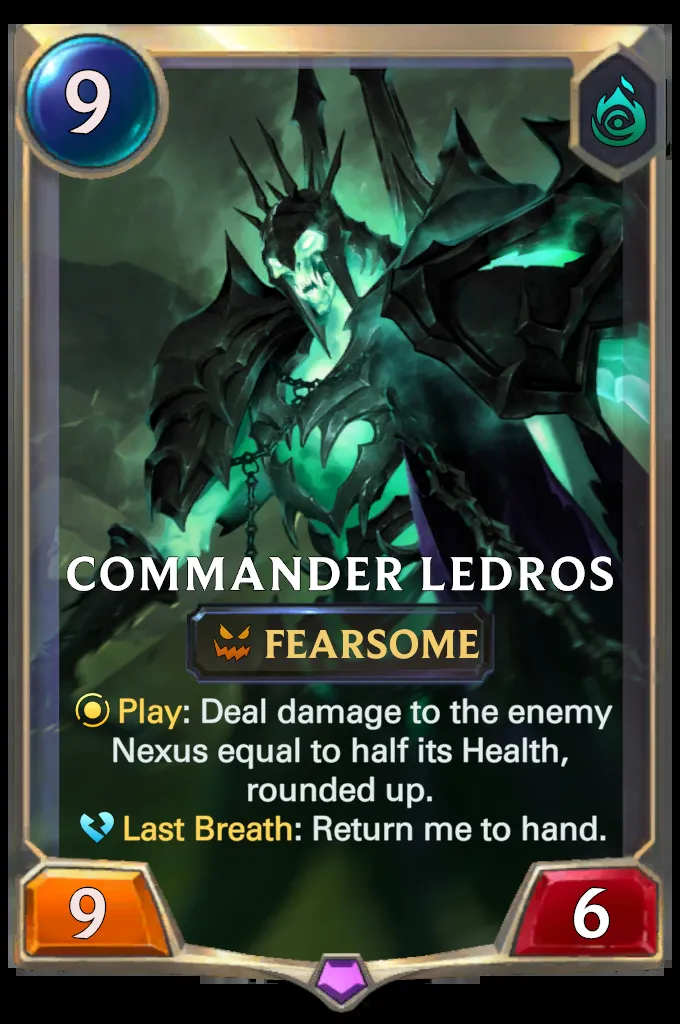 9
COMMANDER LEDROS
FEARSOME
Play: Deal damage to the enemy
Nexus equal to half its Health,
rounded up.
Last Breath: Return me to hand.
9
6